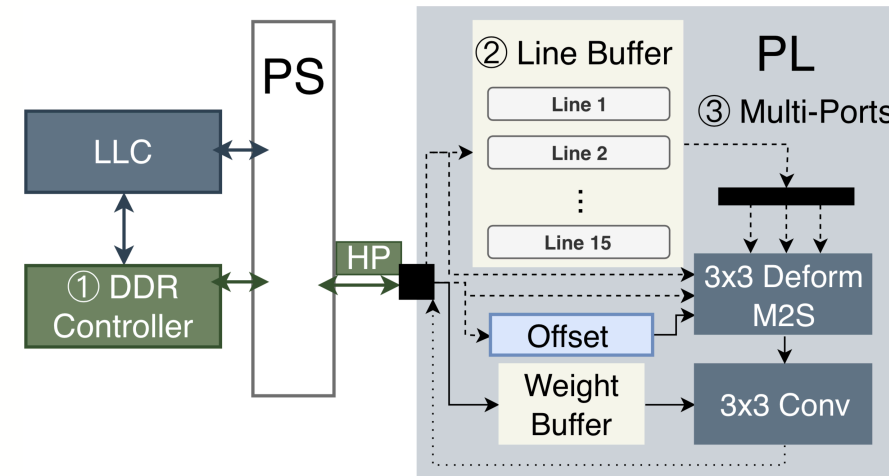 PS
LLC
① DDR
Controller
HP
PL
② Line Buffer
Line 1
Line 2
⋮
Line 15
③ Multi-Ports
3x3 Deform
M2S
Offset
Weight
Buffer
3x3 Conv